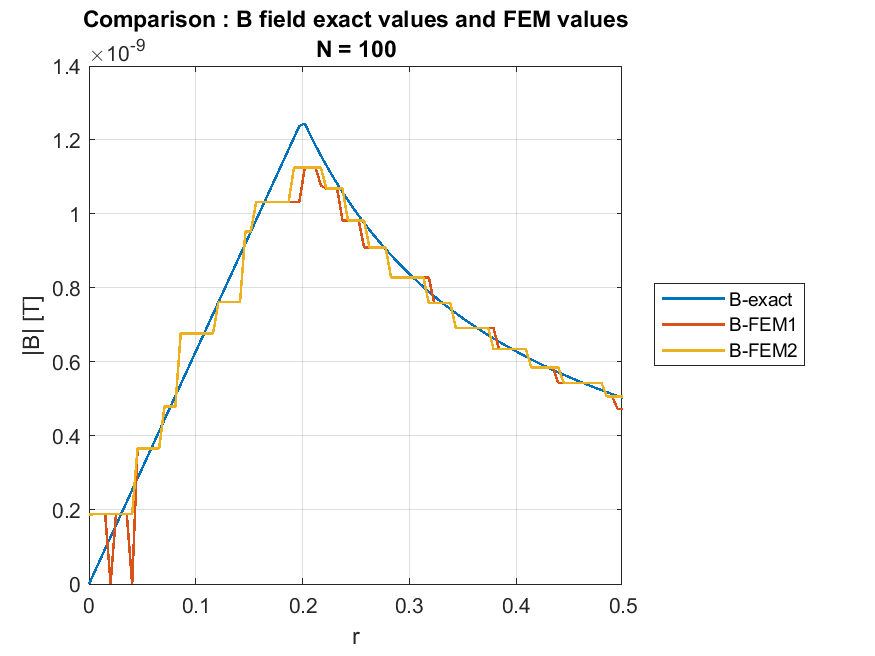 Comparison : B field exact values and FEM values
N = 100
×10-9
1.4
1.2
1
0.8
0.6
0.4
0.2
0
|B| [T]
0 0.1 0.2 0.3 0.4 0.5
r
B-exact
B-FEM1
B-FEM2